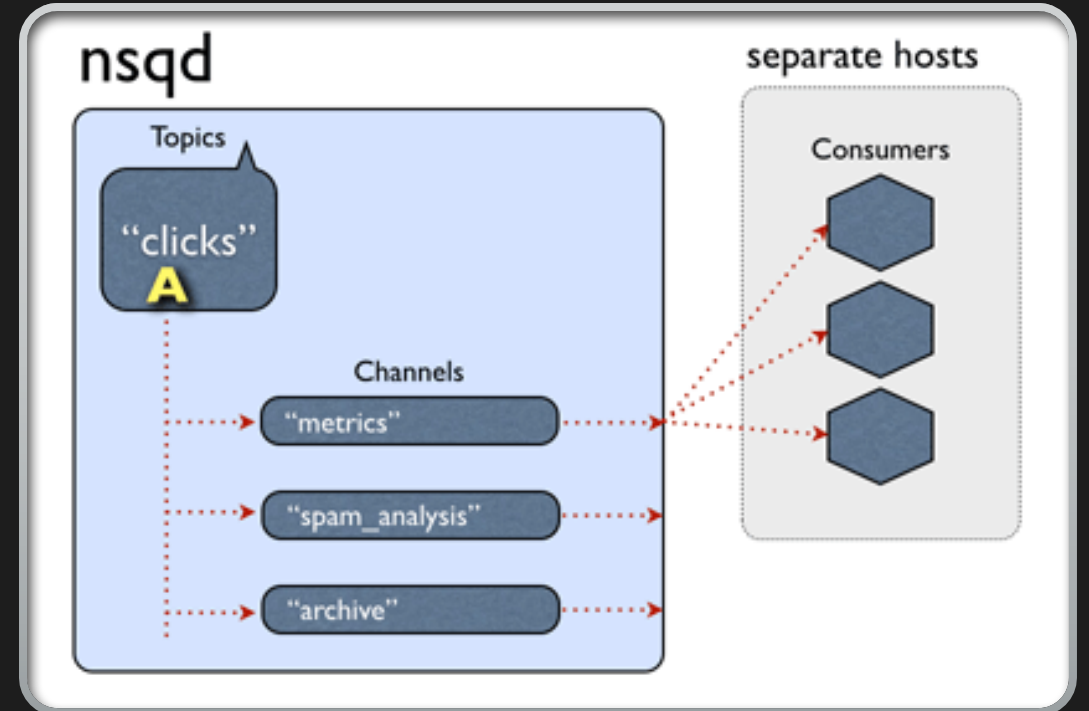 nsqd
separate hosts
Topics
“clicks”
A
Consumers
Channels
“metrics”
“spam_analysis”
“archive”